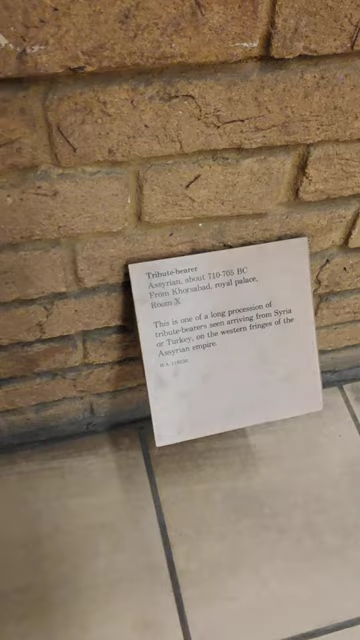 Tribute-bearer
Assyrian, about 710-705 BC
From Khorsabad, royal palace,
Room X
This is one of a long procession of
tribute-bearers seen arriving from Syria
or Turkey, on the western fringes of the
Assyrian empire.